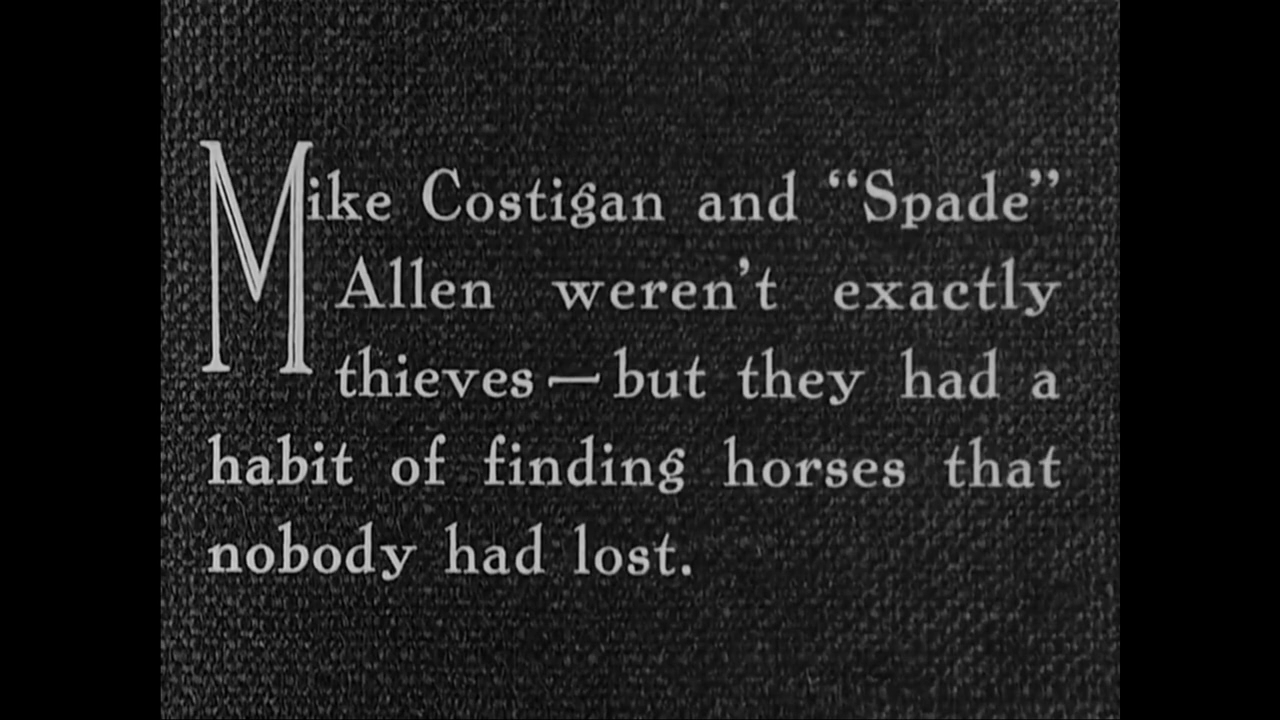 Mike Costigan and “Spade”
Allen weren’t exactly
thieves—but they had a
habit of finding horses that
nobody had lost.